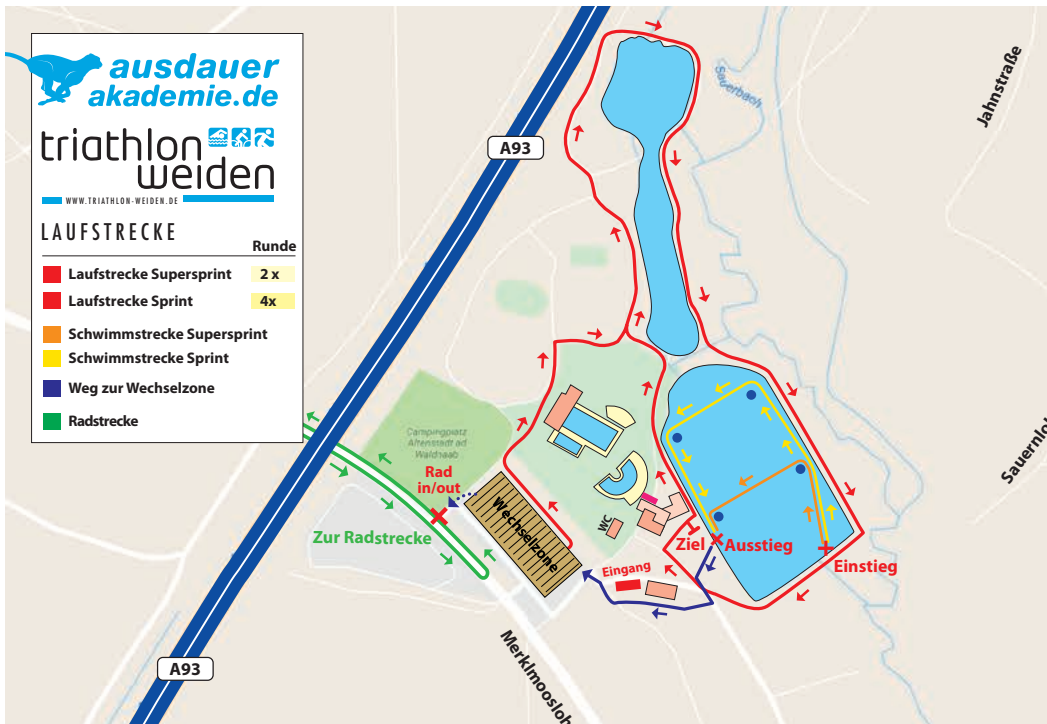 ausdauer
akademie.de
triathlon
weiden
WWW.TRIATHLON-WEIDEN.DE
LAUFSTRECKE
Runde
Laufstrecke Supersprint 2 x
Laufstrecke Sprint 4x
Schwimmstrecke Supersprint
Schwimmstrecke Sprint
Weg zur Wechselzone
Radstrecke
A93
Sauerbach
Jahnstraße
Campingplatz
Altenstadt ad
Waldnaab
Rad
in/out
Wechselzone
Zur Radstrecke
WC
Ziel
Ausstieg
Einstieg
Eingang
Sauernloh
Merklmoosloh
A93